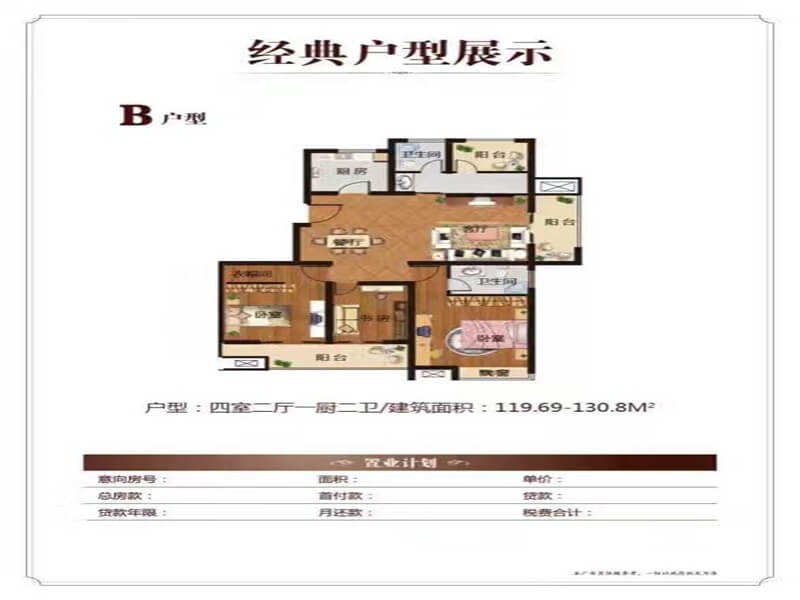 经典户型展示
B 户型
厨房
卫生间
阳台
阳台
餐厅
客厅
衣帽间
卫生间
卧室
书房
卧室
阳台
飘窗
户型：四室二厅一厨二卫/建筑面积：119.69-130.8M²
置业计划
意向房号： 面积： 单价：
总房款： 首付款： 贷款：
贷款年限： 月还款： 税费合计：